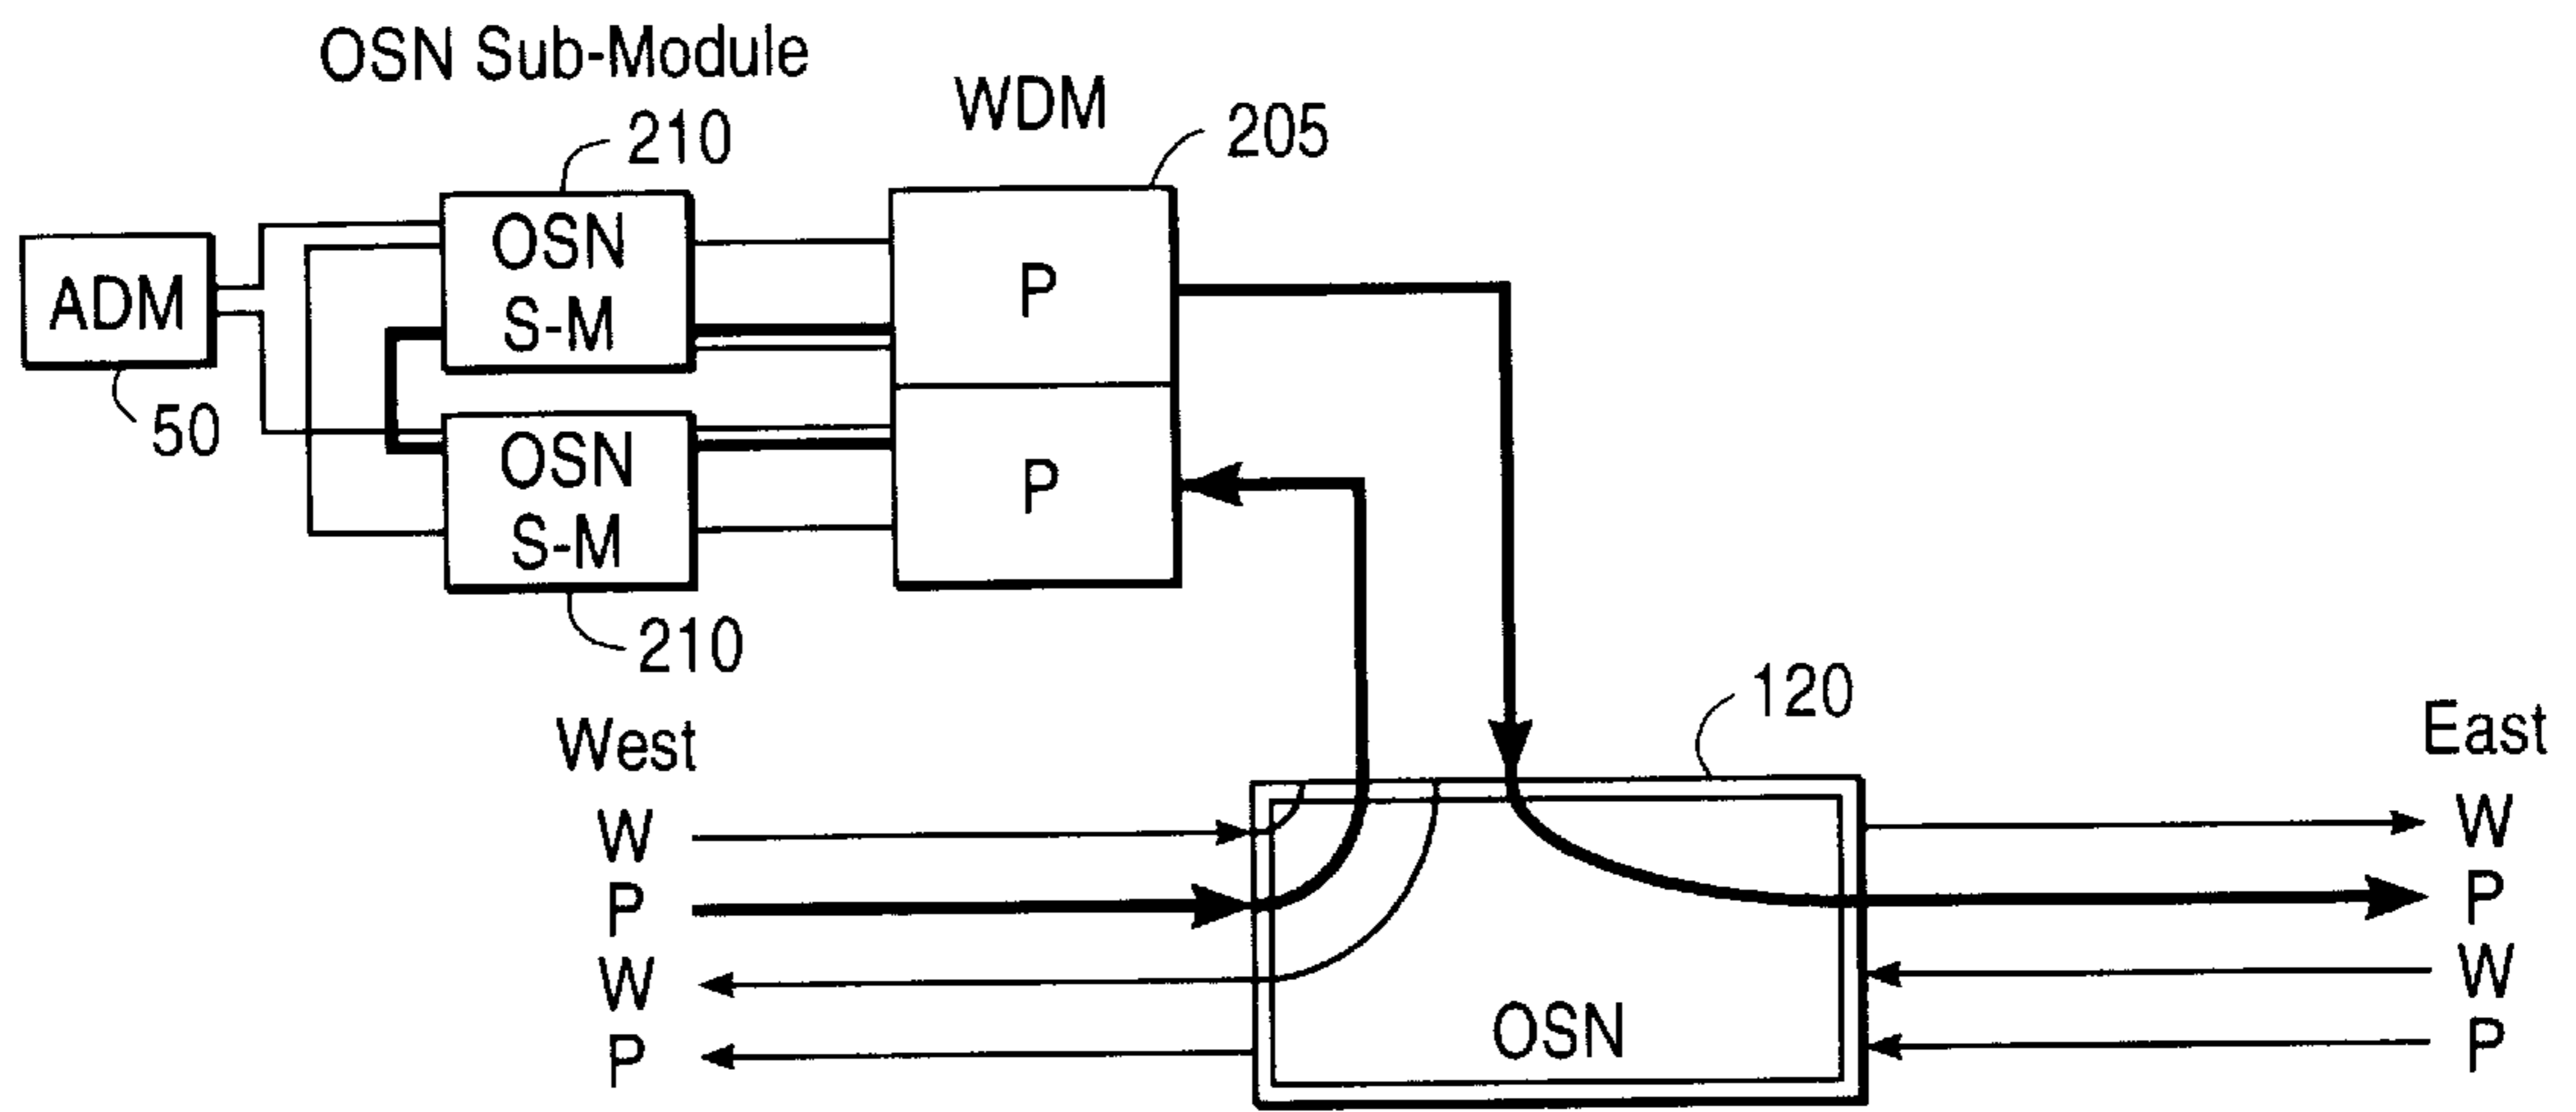 OSN Sub-Module
210
WDM
205
ADM
50
OSN
S-M
P
OSN
S-M
P
210
120
West
East
W
P
W
P
OSN
W
P
W
P